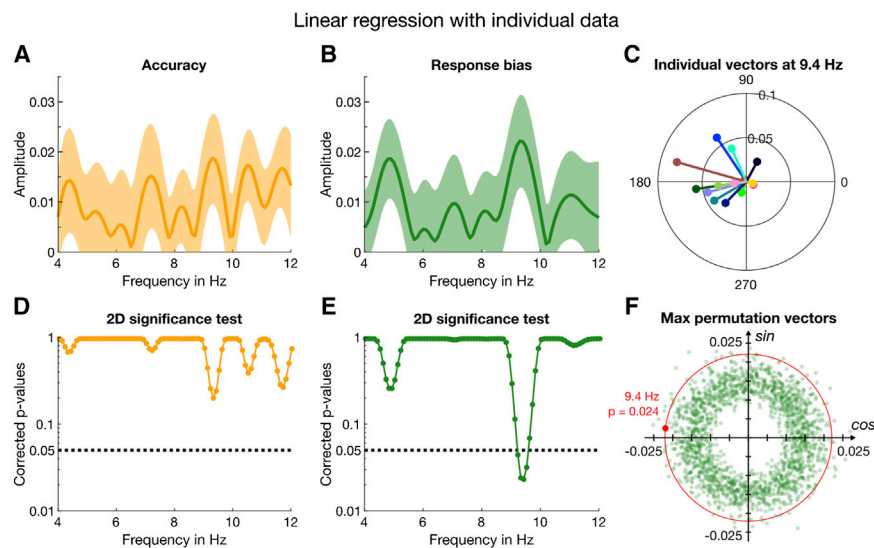 Linear regression with individual data
A
Accuracy
Amplitude
0.03
0.02
0.01
0
4
6
8
10
12
Frequency in Hz
B
Response bias
Amplitude
0.03
0.02
0.01
0
4
6
8
10
12
Frequency in Hz
C
Individual vectors at 9.4 Hz
90
0.1
0.05
180
0
270
D
2D significance test
Corrected p-values
1
0.1
0.05
0.01
4
6
8
10
12
Frequency in Hz
E
2D significance test
Corrected p-values
1
0.1
0.05
0.01
4
6
8
10
12
Frequency in Hz
F
Max permutation vectors
0.025
sin
9.4 Hz
p = 0.024
cos
-0.025
0.025
-0.025